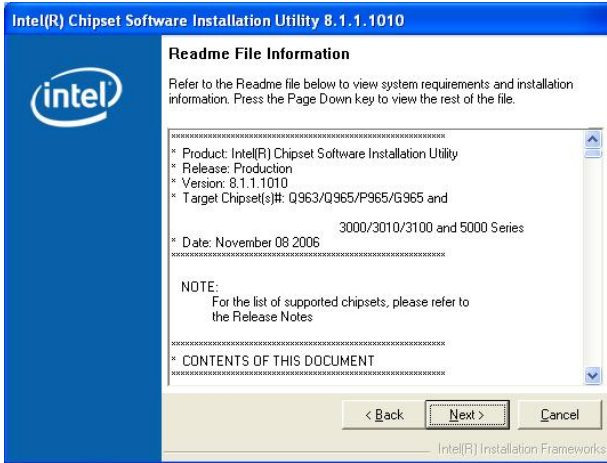 Intel(R) Chipset Software Installation Utility 8.1.1.1010
intel
Readme File Information
Refer to the Readme file below to view system requirements and installation
information. Press the Page Down key to view the rest of the file.
************************************************************
* Product: Intel(R) Chipset Software Installation Utility
* Release: Production
* Version: 8.1.1.1010
* Target Chipset(s)#: Q963/Q965/P965/G965 and
3000/3010/3100 and 5000 Series
* Date: November 08 2006
************************************************************
NOTE:
For the list of supported chipsets, please refer to
the Release Notes
************************************************************
* CONTENTS OF THIS DOCUMENT
************************************************************
< Back
Next >
Cancel
Intel(R) Installation Frameworks